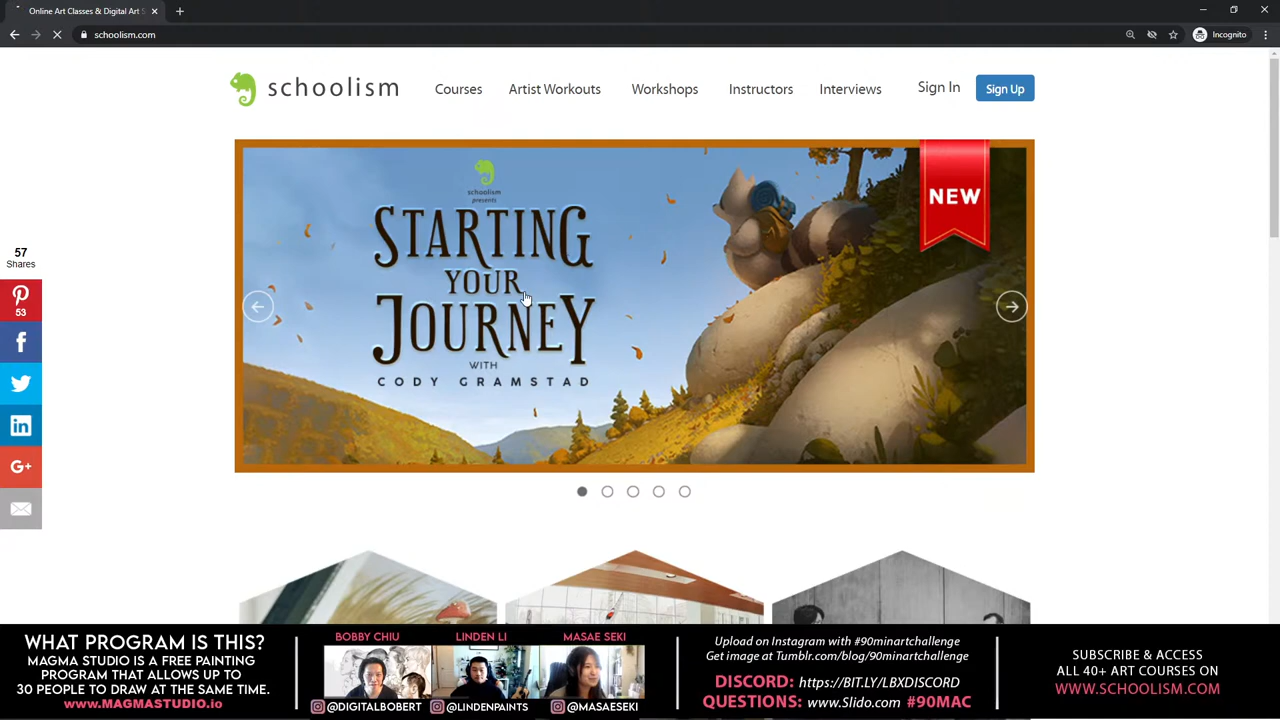 Online Art Classes & Digital Art S
schoolism.com
Incognito
schoolism
Courses
Artist Workouts
Workshops
Instructors
Interviews
Sign In
Sign Up
schoolism
presents
STARTING
YOUR
JOURNEY
WITH
CODY GRAMSTAD
NEW
57
Shares
53
WHAT PROGRAM IS THIS?
MAGMA STUDIO IS A FREE PAINTING
PROGRAM THAT ALLOWS UP TO
30 PEOPLE TO DRAW AT THE SAME TIME.
www.MAGMASTUDIO.io
BOBBY CHIU
LINDEN LI
MASAE SEKI
@DIGITALBOBERT
@LINDENPAINTS
@MASAESEKI
Upload on Instagram with #90minartchallenge
Get image at Tumblr.com/blog/90minartchallenge
DISCORD: https://BIT.LY/LBXDISCORD
QUESTIONS: www.Slido.com #90MAC
SUBSCRIBE & ACCESS
ALL 40+ ART COURSES ON
WWW.SCHOOLISM.COM